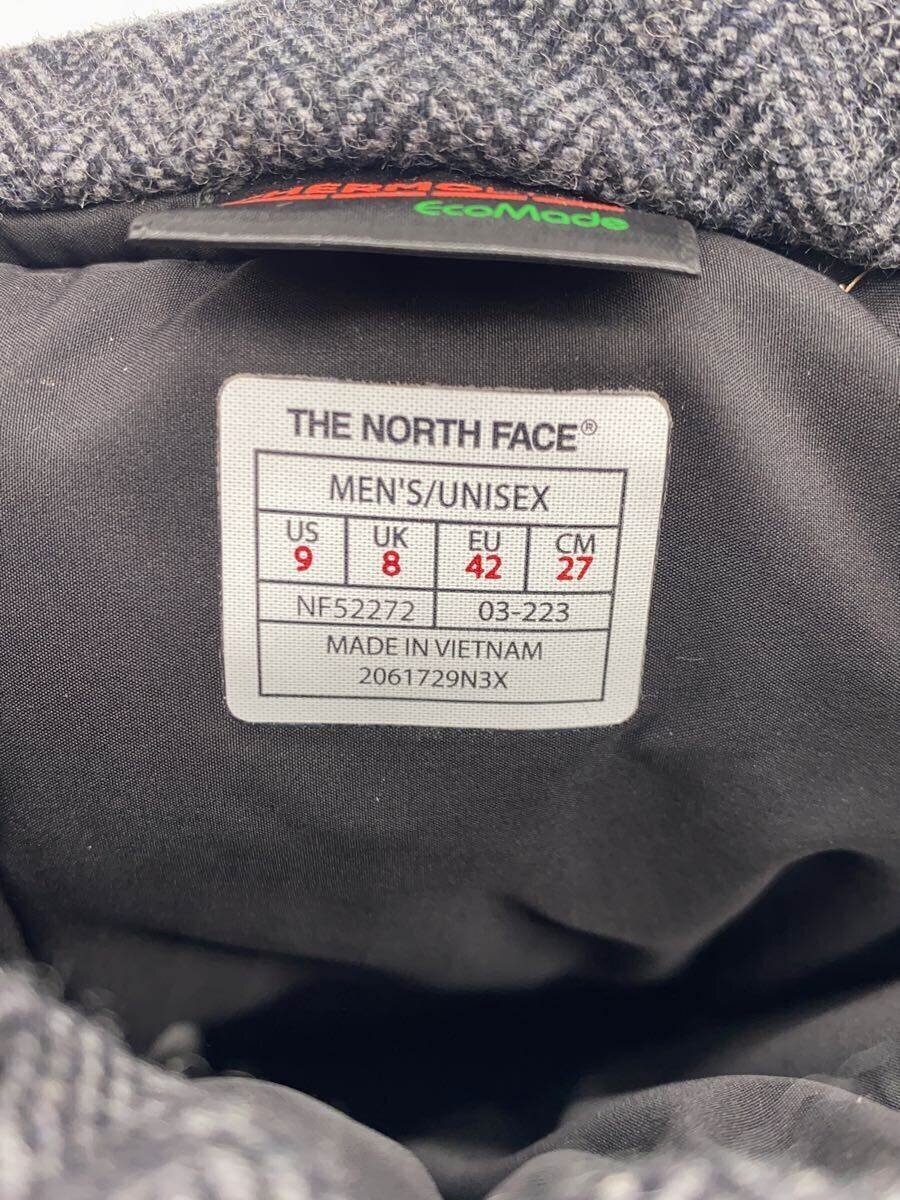 EcoMade
THE NORTH FACE®
MEN'S/UNISEX
US UK EU CM
9 8 42 27
NF52272 03-223
MADE IN VIETNAM
2061729N3X